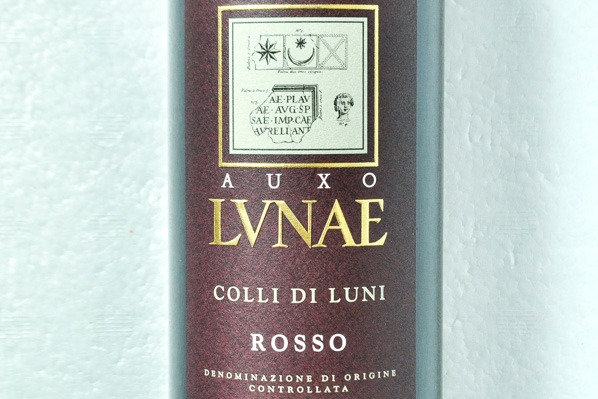 AE·PLAV
AE·AVG·SP
SAE·IMP·CAE
AVRELI ANT
AUXO
LVNAE
COLLI DI LUNI
ROSSO
DENOMINAZIONE DI ORIGINE
CONTROLLATA